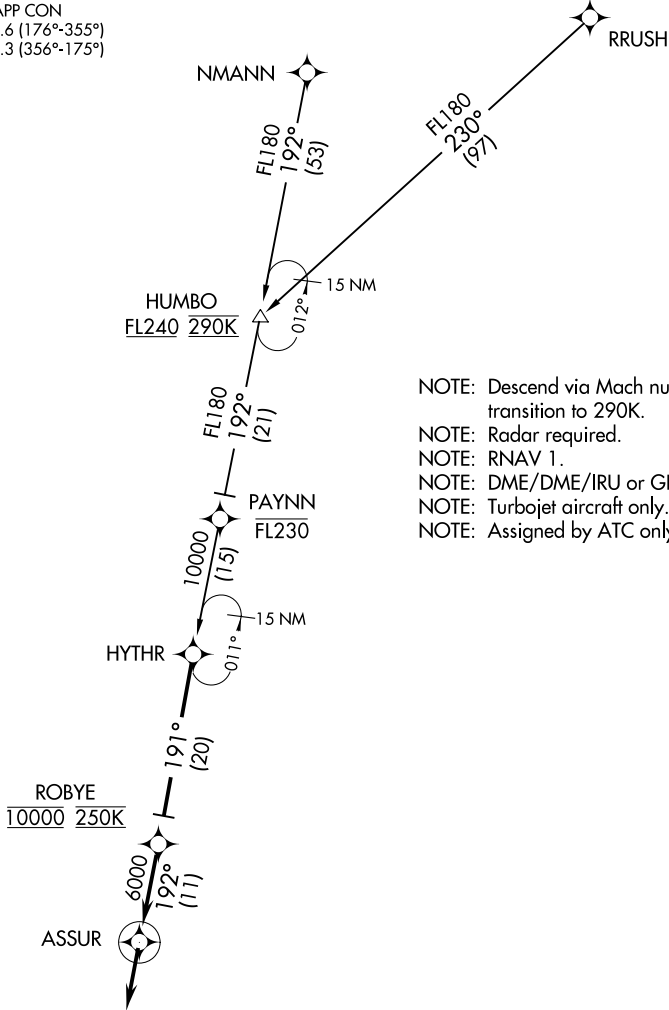 APP CON
.6 (176°-355°)
.3 (356°-175°)
RRUSH
NMANN
FL180
192°
(53)
FL180
230°
(97)
15 NM
012°
HUMBO
FL240 290K
FL180
192°
(21)
NOTE: Descend via Mach nu
transition to 290K.
NOTE: Radar required.
NOTE: RNAV 1.
NOTE: DME/DME/IRU or G
NOTE: Turbojet aircraft only.
NOTE: Assigned by ATC only
PAYNN
FL230
10000
(15)
15 NM
011°
HYTHR
191°
(20)
ROBYE
10000 250K
6000
192°
(11)
ASSUR